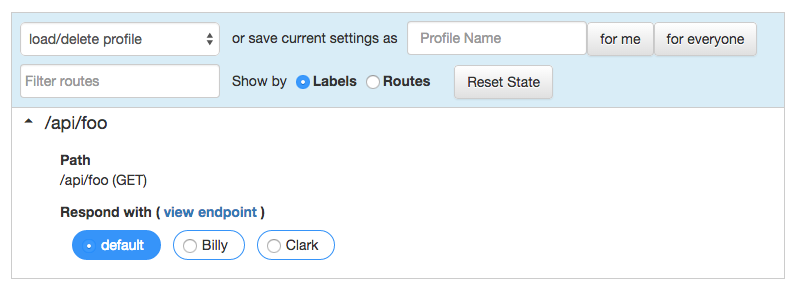 load/delete profile or save current settings as Profile Name for me for everyone
Filter routes Show by Labels Routes Reset State
/api/foo
Path
/api/foo (GET)
Respond with ( view endpoint )
default Billy Clark